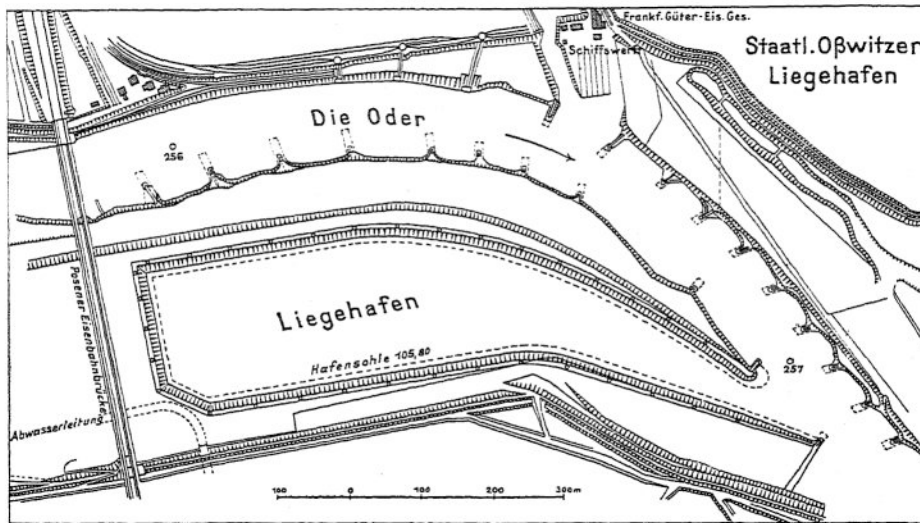 Frankf. Güter-Eis. Ges.
Schiffswerft
Staatl. Oßwitzer
Liegehafen
Die Oder
256
Posener Eisenbahnbrücke
Liegehafen
Hafensohle 105,80
257
Abwasserleitung
100 0 100 200 300m